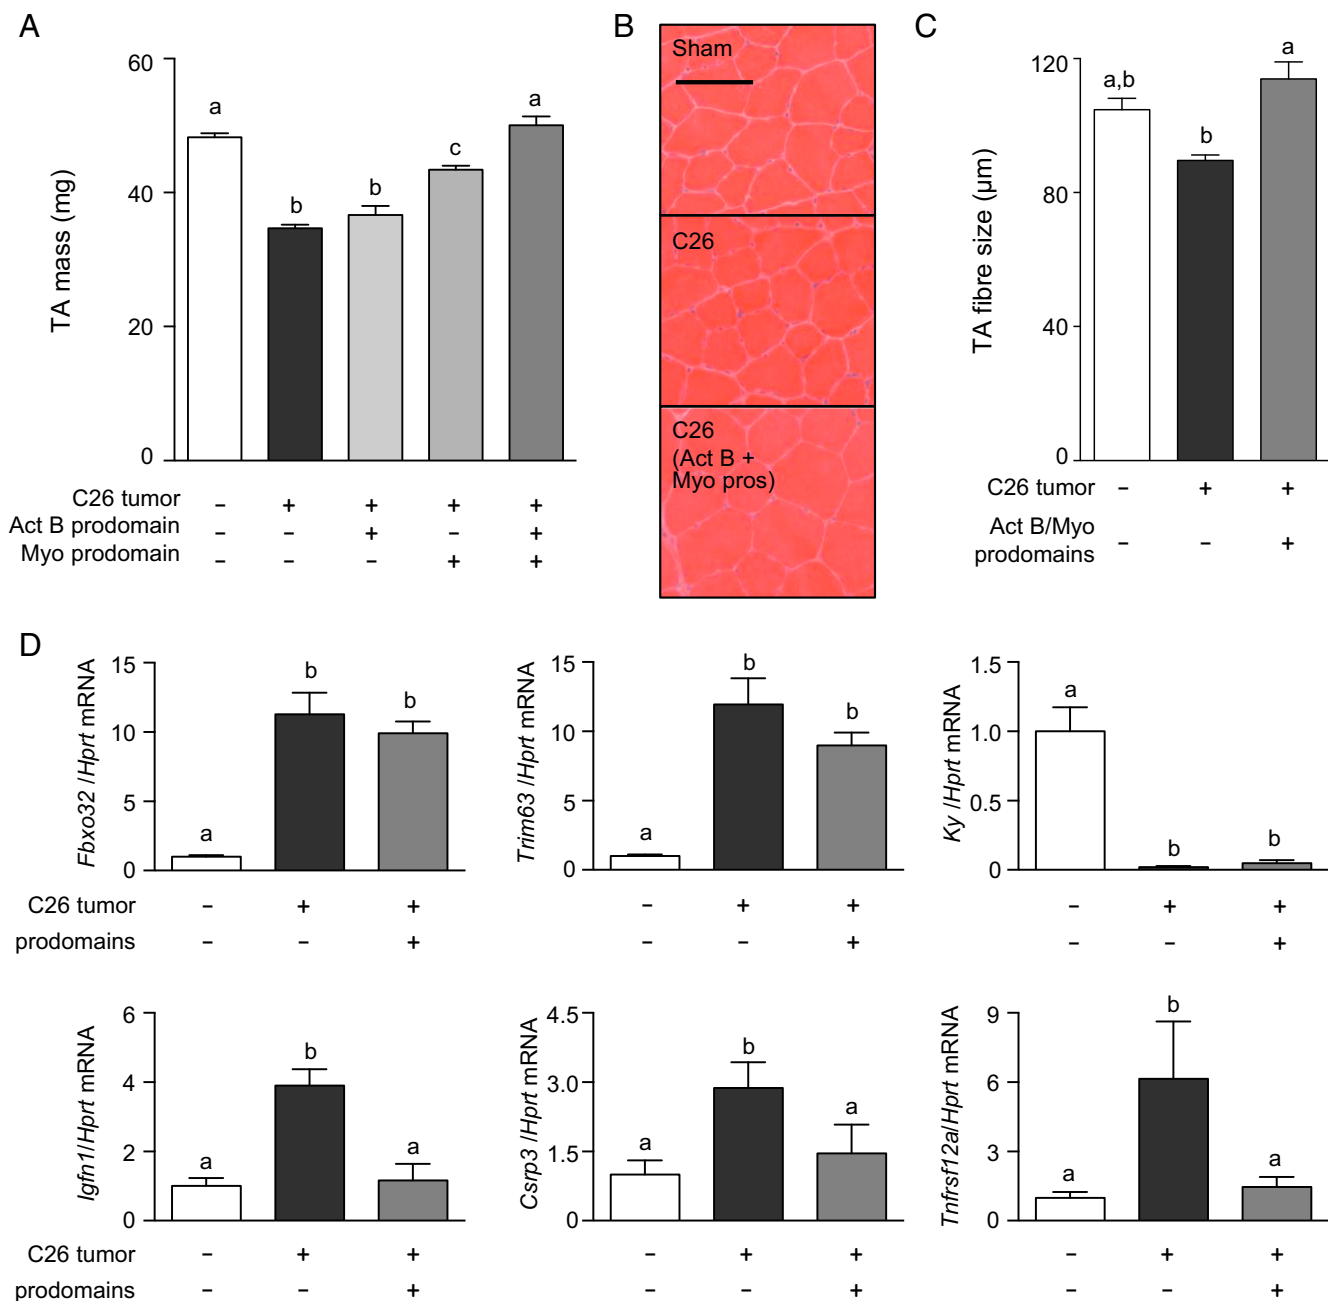 A
TA mass (mg)
60
40
20
0
a
b
b
c
a
C26 tumor - + + + +
Act B prodomain - - + - +
Myo prodomain - - - + +
B
Sham
C26
C26
(Act B +
Myo pros)
C
TA fibre size (µm)
120
80
40
0
a,b
b
a
C26 tumor - + +
Act B/Myo
prodomains - - +
D
Fbxo32 /Hprt mRNA
15
10
5
0
a
b
b
Trim63 /Hprt mRNA
15
10
5
0
a
b
b
Ky /Hprt mRNA
1.5
1.0
0.5
0
a
b
b
C26 tumor - + + - + + - + +
prodomains - - + - - + - - +
Igfn1/Hprt mRNA
6
4
2
0
a
b
a
Csrp3 /Hprt mRNA
4.5
3.0
1.5
0
a
b
a
Tnfrsf12a/Hprt mRNA
9
6
3
0
a
b
a
C26 tumor - + + - + + - + +
prodomains - - + - - + - - +